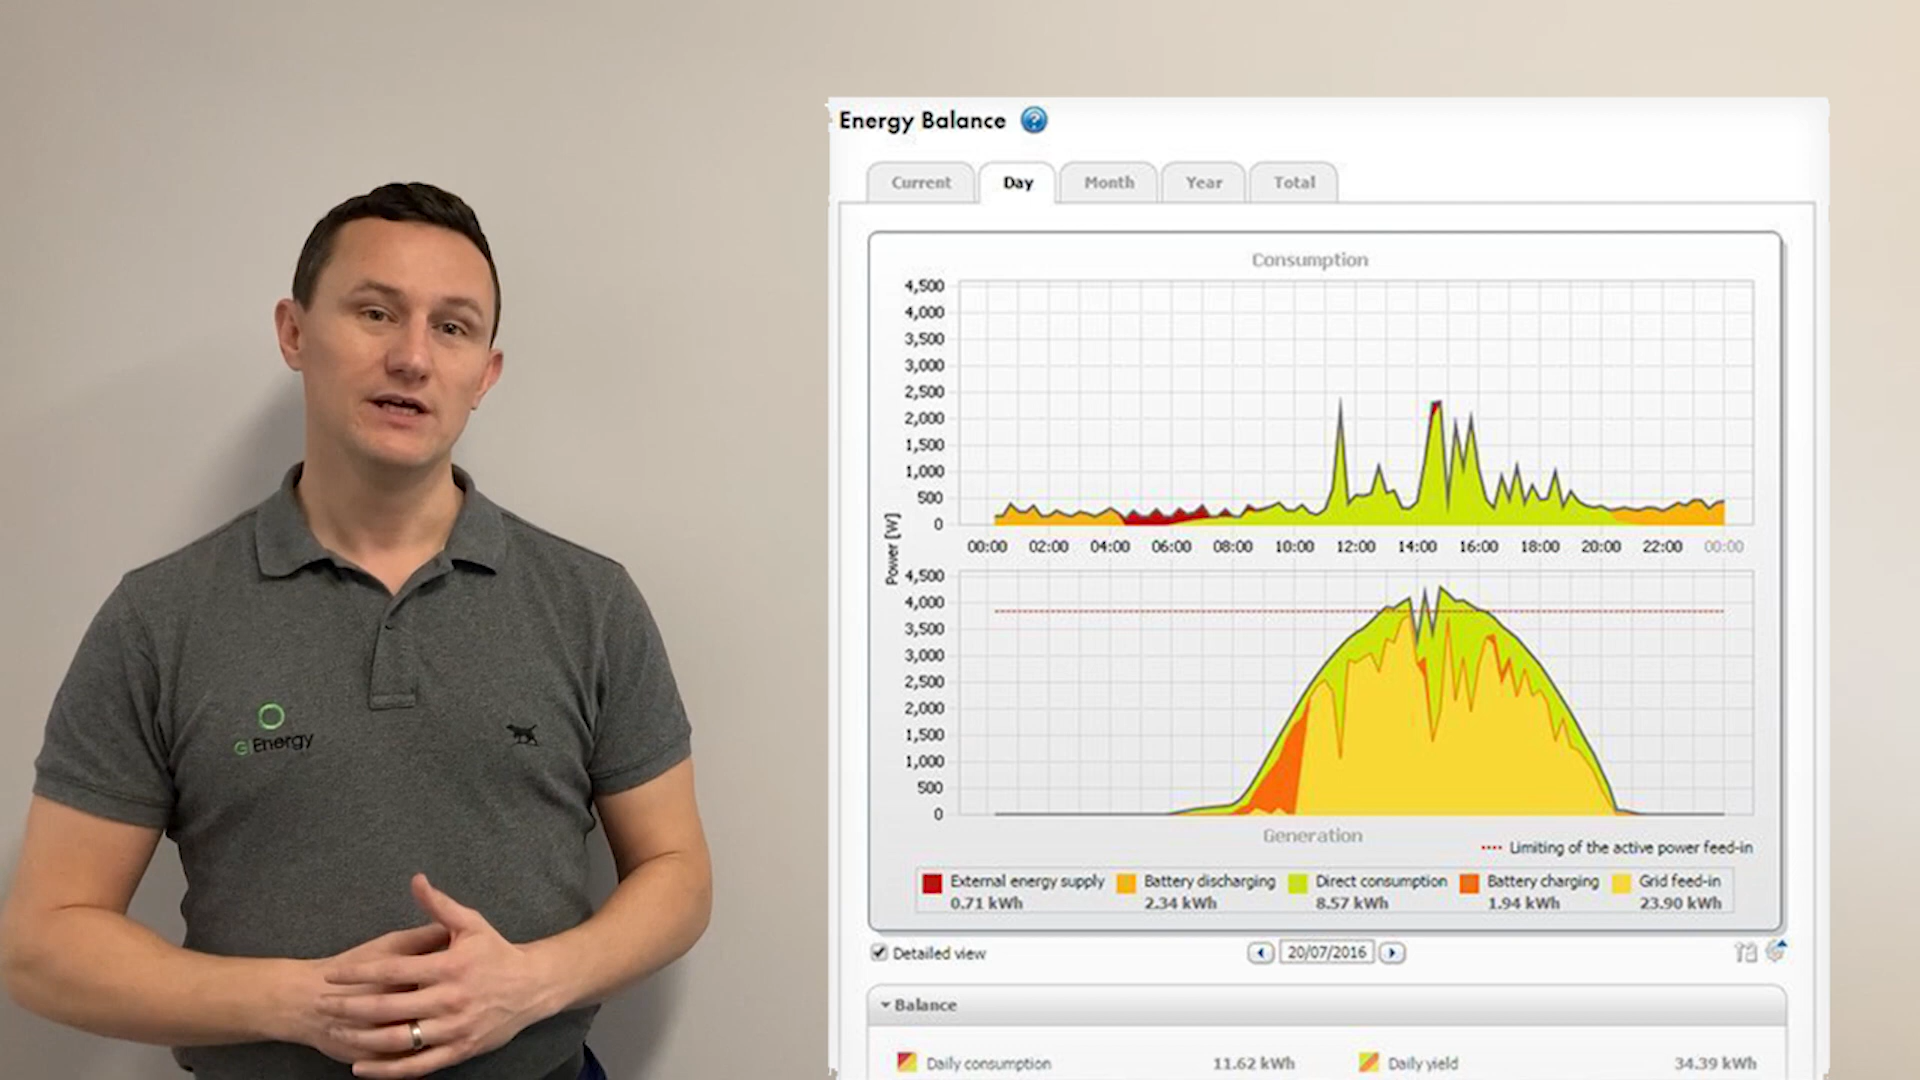 Energy Balance
Current Day Month Year Total
Consumption
4,500
4,000
3,500
3,000
2,500
2,000
1,500
1,000
500
0
00:00 02:00 04:00 06:00 08:00 10:00 12:00 14:00 16:00 18:00 20:00 22:00 00:00
Power [W]
4,500
4,000
3,500
3,000
2,500
2,000
1,500
1,000
500
0
Generation
Limiting of the active power feed-in
External energy supply Battery discharging Direct consumption Battery charging Grid feed-in
0.71 kWh 2.34 kWh 8.57 kWh 1.94 kWh 23.90 kWh
Detailed view 20/07/2016
Balance
Daily consumption 11.62 kWh Daily yield 34.39 kWh
G Energy